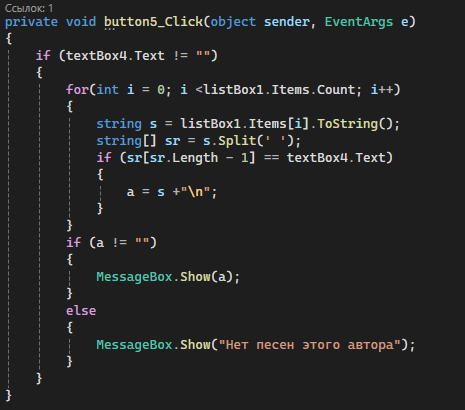 Ссылок: 1
private void button5_Click(object sender, EventArgs e)
{
    if (textBox4.Text != "")
    {
        for(int i = 0; i <listBox1.Items.Count; i++)
        {
            string s = listBox1.Items[i].ToString();
            string[] sr = s.Split(' ');
            if (sr[sr.Length - 1] == textBox4.Text)
            {
                a = s +"\n";
            }
        }
        if (a != "")
        {
            MessageBox.Show(a);
        }
        else
        {
            MessageBox.Show("Нет песен этого автора");
        }
    }
}